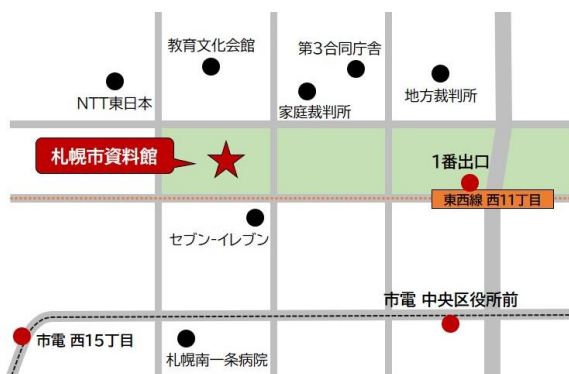 教育文化会館
第3合同庁舎
NTT東日本
家庭裁判所
地方裁判所
札幌市資料館
1番出口
東西線 西11丁目
セブン-イレブン
市電 中央区役所前
市電 西15丁目
札幌南一条病院